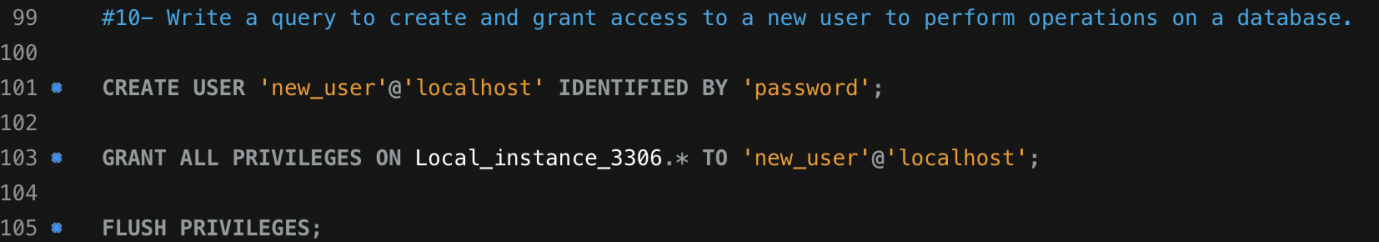 99 #10- Write a query to create and grant access to a new user to perform operations on a database.
100
101 CREATE USER 'new_user'@'localhost' IDENTIFIED BY 'password';
102
103 GRANT ALL PRIVILEGES ON Local_instance_3306.* TO 'new_user'@'localhost';
104
105 FLUSH PRIVILEGES;